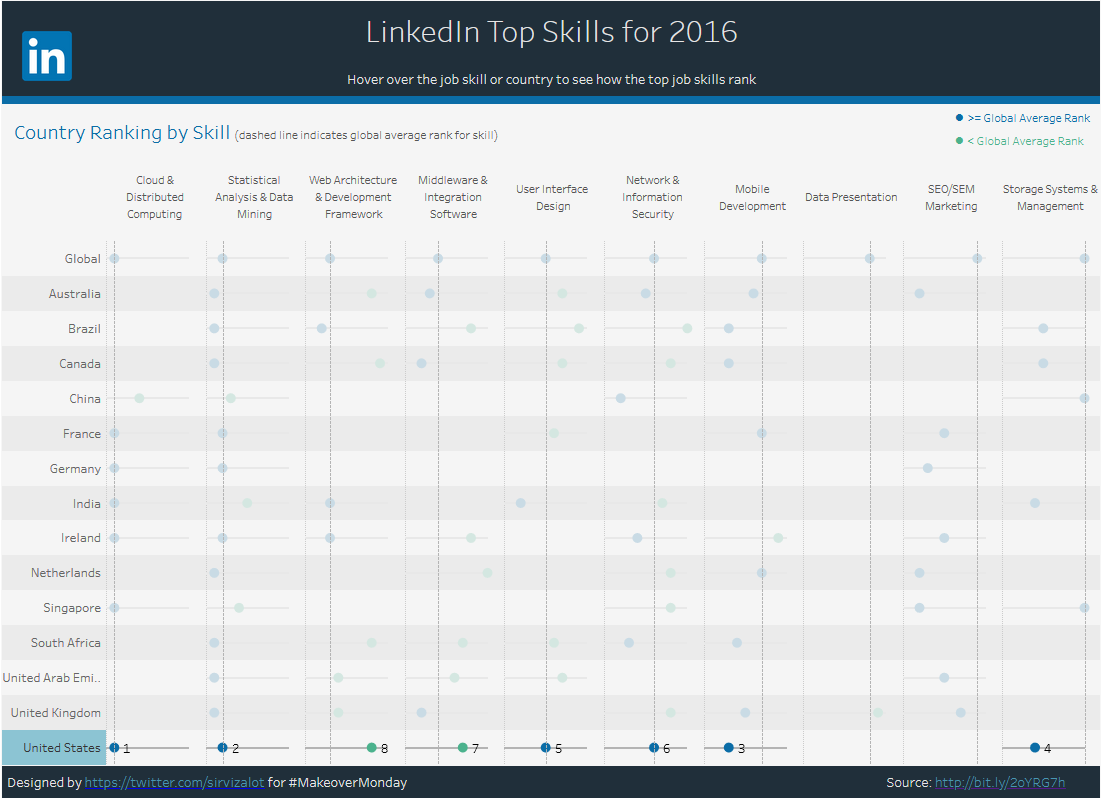 LinkedIn Top Skills for 2016
in
Hover over the job skill or country to see how the top job skills rank
>= Global Average Rank
Country Ranking by Skill (dashed line indicates global average rank for skill)
< Global Average Rank
Cloud &
Distributed
Computing
Statistical
Analysis & Data
Mining
Web Architecture
& Development
Framework
Middleware &
Integration
Software
User Interface
Design
Network &
Information
Security
Mobile
Development
Data Presentation
SEO/SEM
Marketing
Storage Systems &
Management
Global
Australia
Brazil
Canada
China
France
Germany
India
Ireland
Netherlands
Singapore
South Africa
United Arab Emi..
United Kingdom
United States 1 2 8 7 5 6 3 4
Designed by https://twitter.com/sirvizalot for #MakeoverMonday
Source: http://bit.ly/2oYRG7h